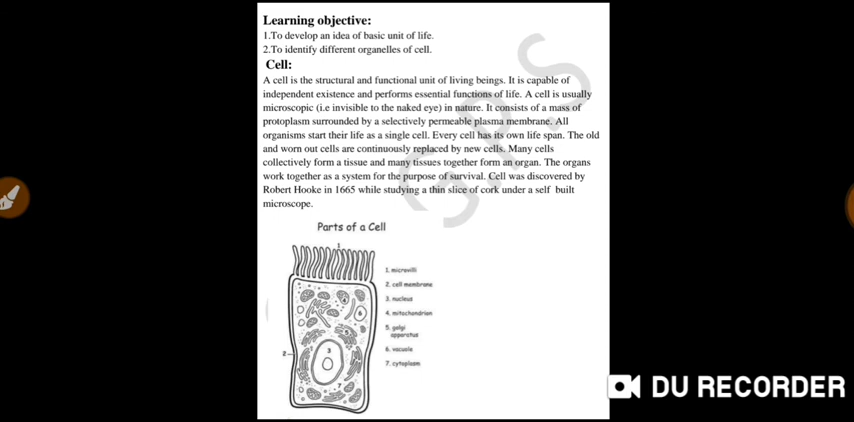 Learning objective:
1.To develop an idea of basic unit of life.
2.To identify different organelles of cell.
Cell:
A cell is the structural and functional unit of living beings. It is capable of
independent existence and performs essential functions of life. A cell is usually
microscopic (i.e invisible to the naked eye) in nature. It consists of a mass of
protoplasm surrounded by a selectively permeable plasma membrane. All
organisms start their life as a single cell. Every cell has its own life span. The old
and worn out cells are continuously replaced by new cells. Many cells
collectively form a tissue and many tissues together form an organ. The organs
work together as a system for the purpose of survival. Cell was discovered by
Robert Hooke in 1665 while studying a thin slice of cork under a self built
microscope.
G.P.S
Parts of a Cell
1
4
6
5
3
2
7
1. microvilli
2. cell membrane
3. nucleus
4. mitochondrion
5. golgi
apparatus
6. vacuole
7. cytoplasm
DU RECORDER